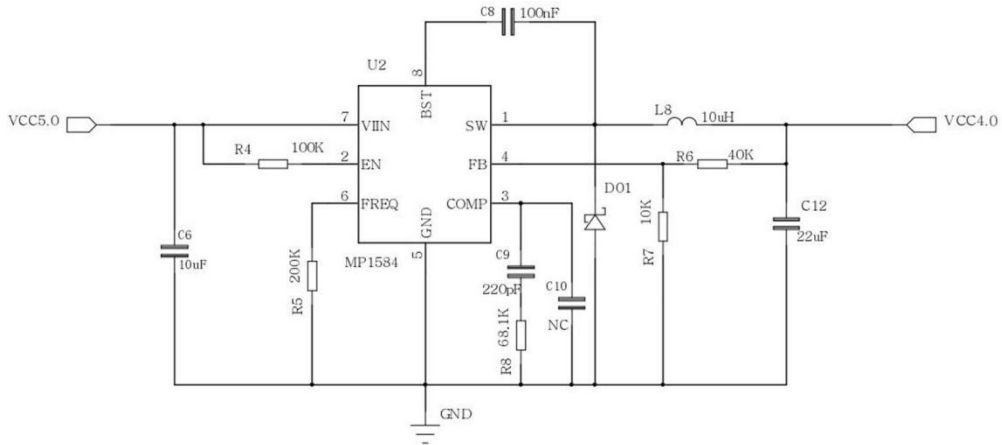 C8
100nF
U2
8
BST
VCC5.0
7
VIIN
SW
1
L8
10uH
VCC4.0
R4
100K
2
EN
FB
4
R6
40K
6
FREQ
COMP
3
DO1
GND
5
C6
10uF
200K
R5
MP1584
C9
220pF
C10
NC
68.1K
R8
10K
R7
C12
22uF
GND